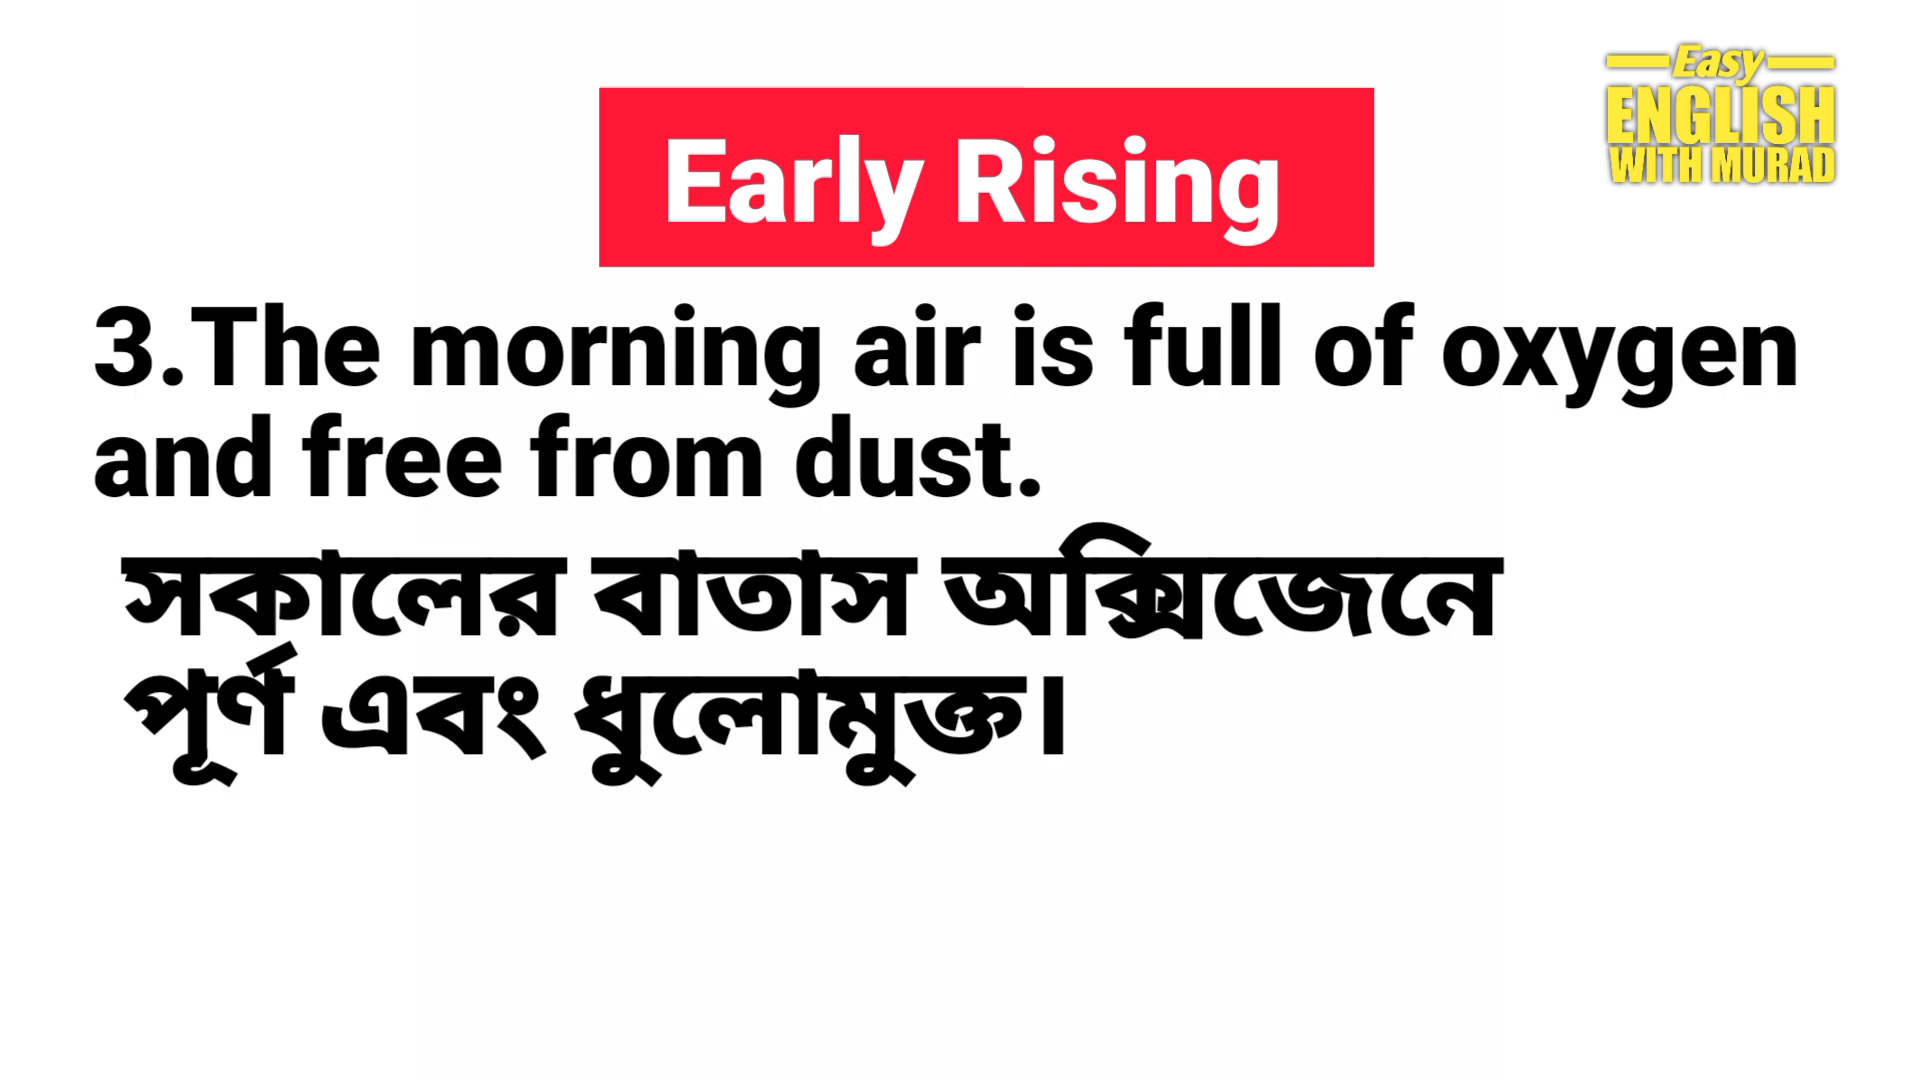 Easy
ENGLISH
WITH MURAD
Early Rising
3.The morning air is full of oxygen
and free from dust.
সকালের বাতাস অক্সিজেনে
পূর্ণ এবং ধুলোমুক্ত।